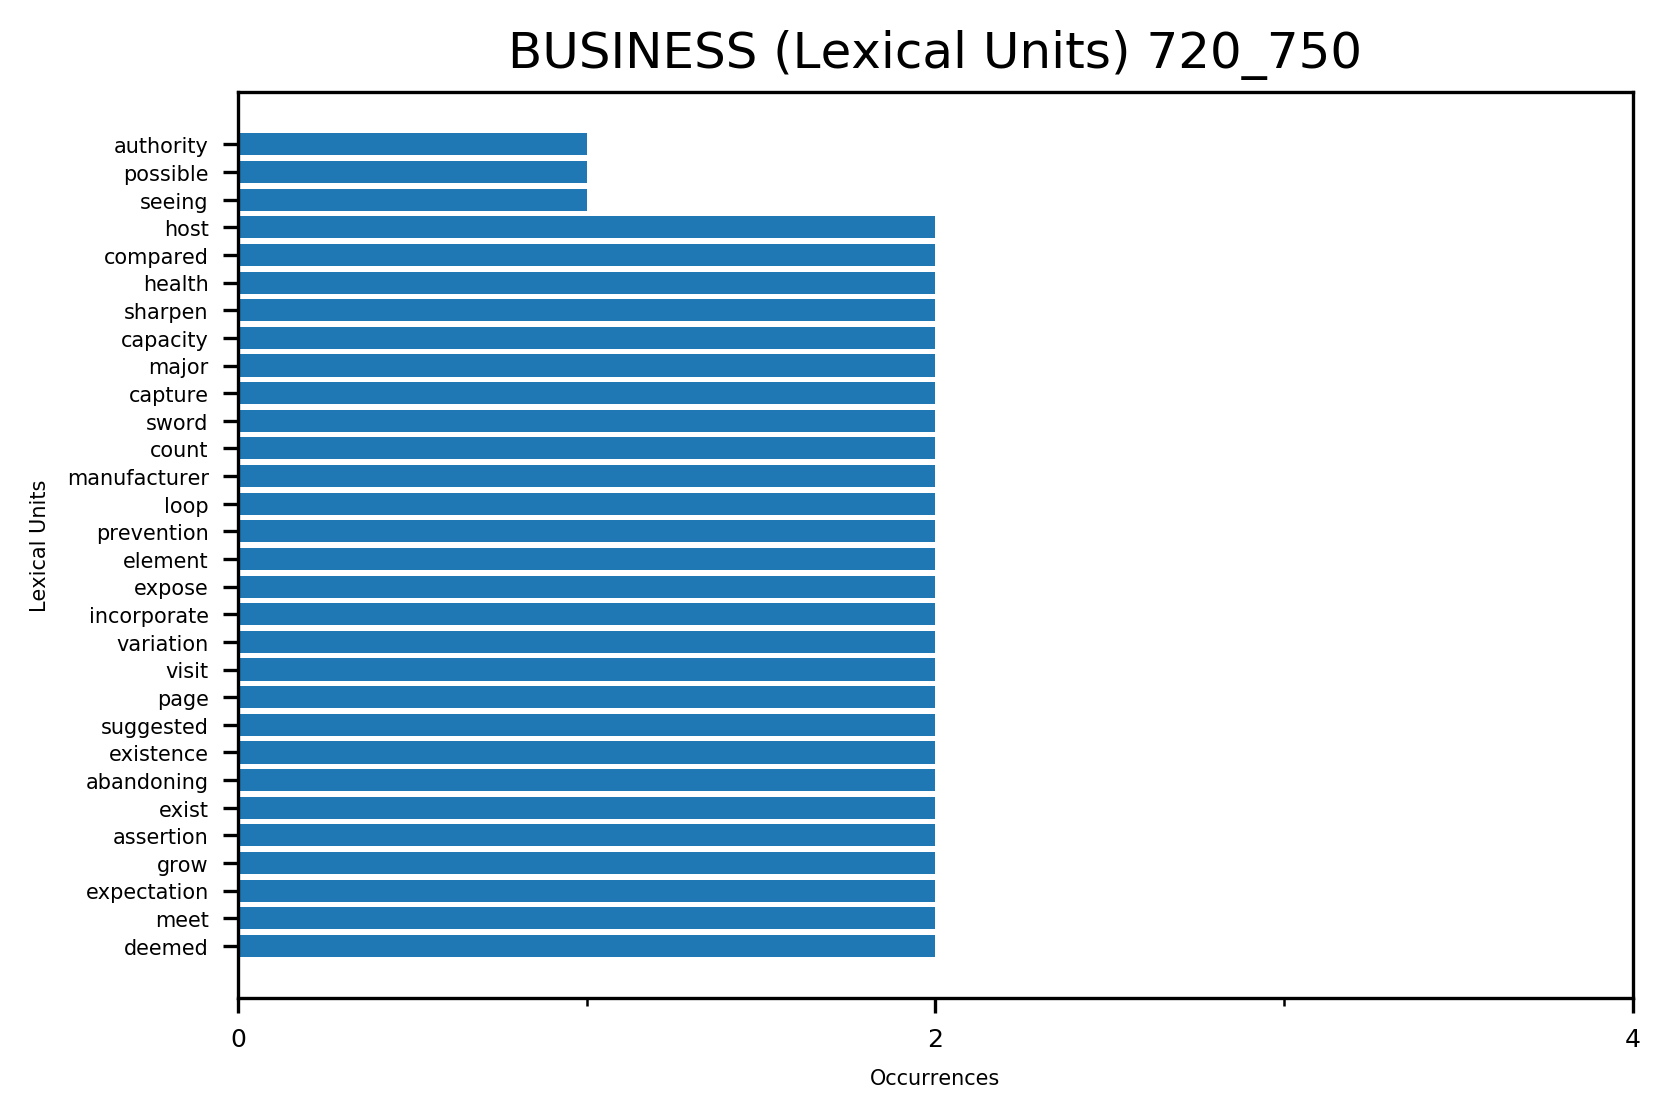 BUSINESS (Lexical Units) 720_750
authority
possible
seeing
host
compared
health
sharpen
capacity
major
capture
sword
count
manufacturer
loop
prevention
element
expose
incorporate
variation
visit
page
suggested
existence
abandoning
exist
assertion
grow
expectation
meet
deemed
Lexical Units
0 2 4
Occurrences